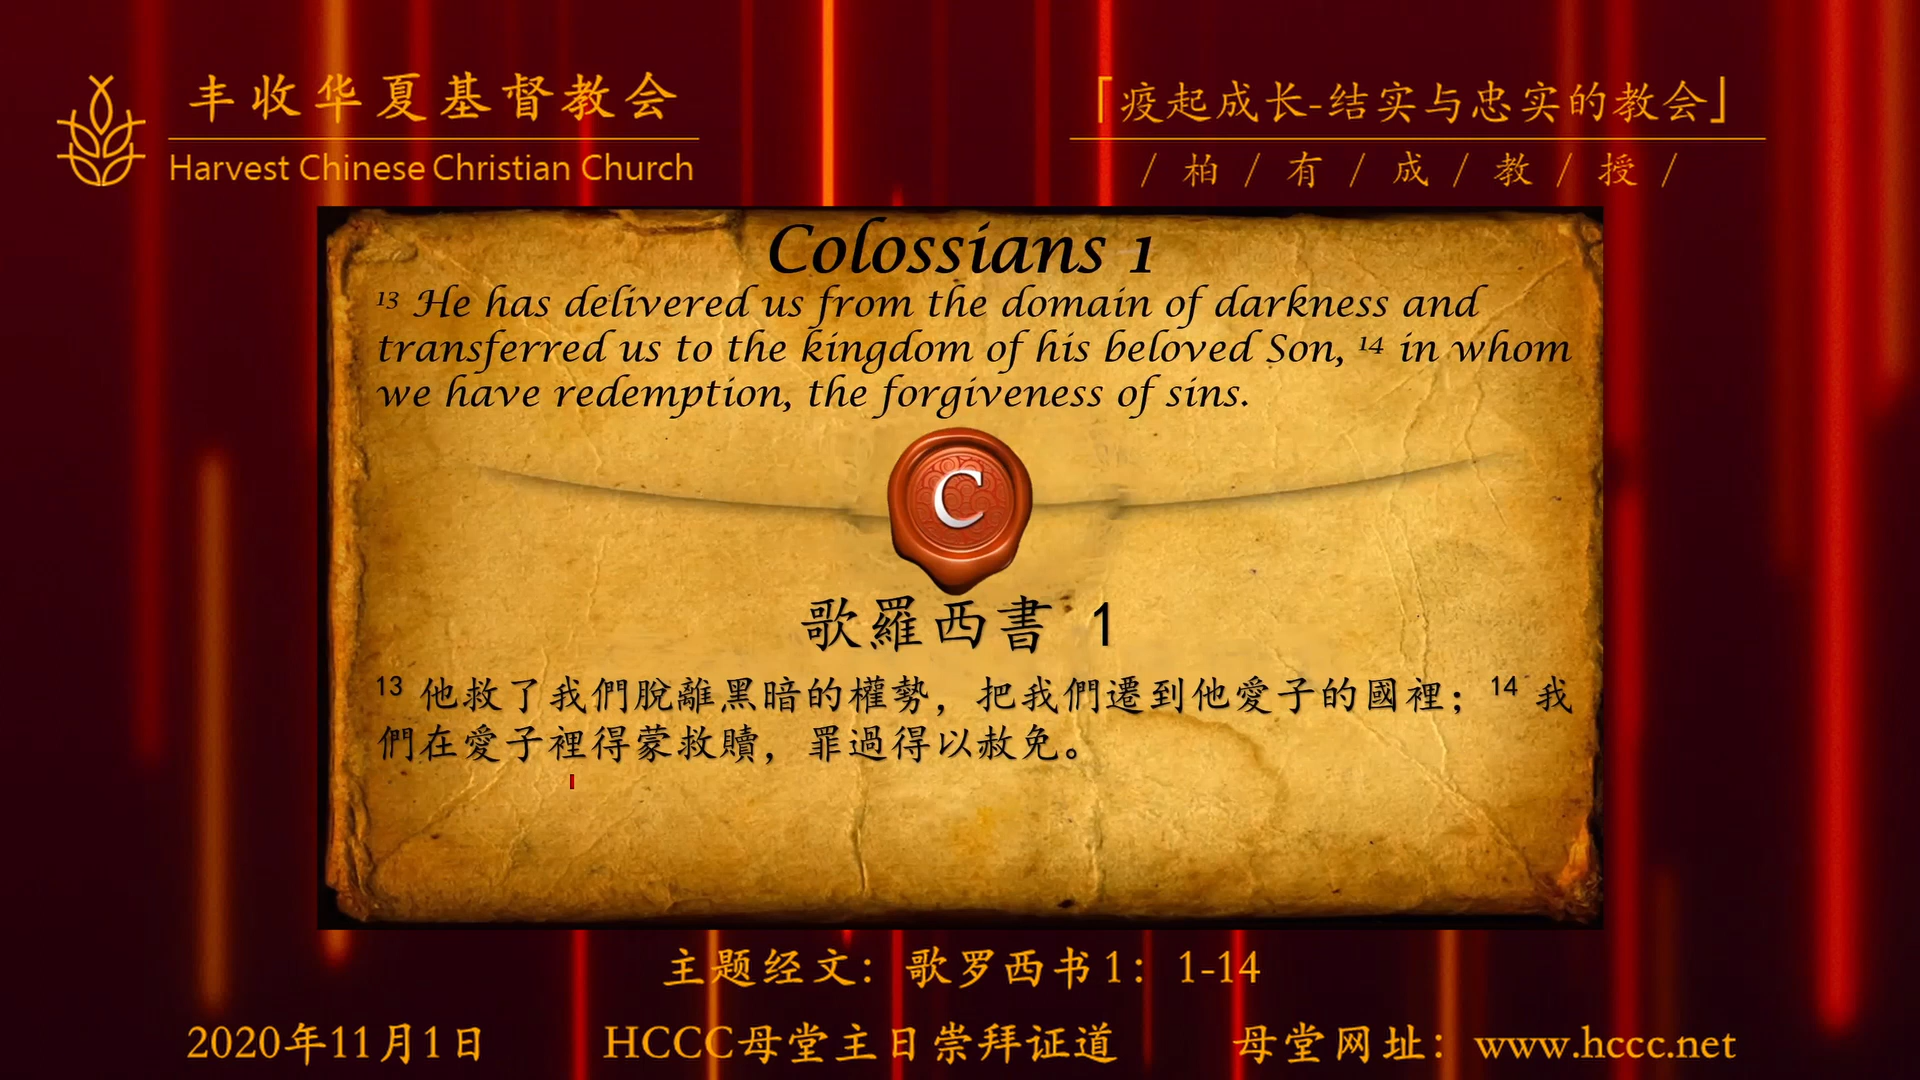 丰收华夏基督教会
Harvest Chinese Christian Church
「疫起成长-结实与忠实的教会」
/ 柏 / 有 / 成 / 教 / 授 /
Colossians 1
13 He has delivered us from the domain of darkness and
transferred us to the kingdom of his beloved Son, 14 in whom
we have redemption, the forgiveness of sins.
C
歌羅西書 1
13 他救了我們脫離黑暗的權勢，把我們遷到他愛子的國裡；14 我
們在愛子裡得蒙救贖，罪過得以赦免。
主题经文：歌罗西书1：1-14
2020年11月1日 HCCC母堂主日崇拜证道 母堂网址：www.hccc.net